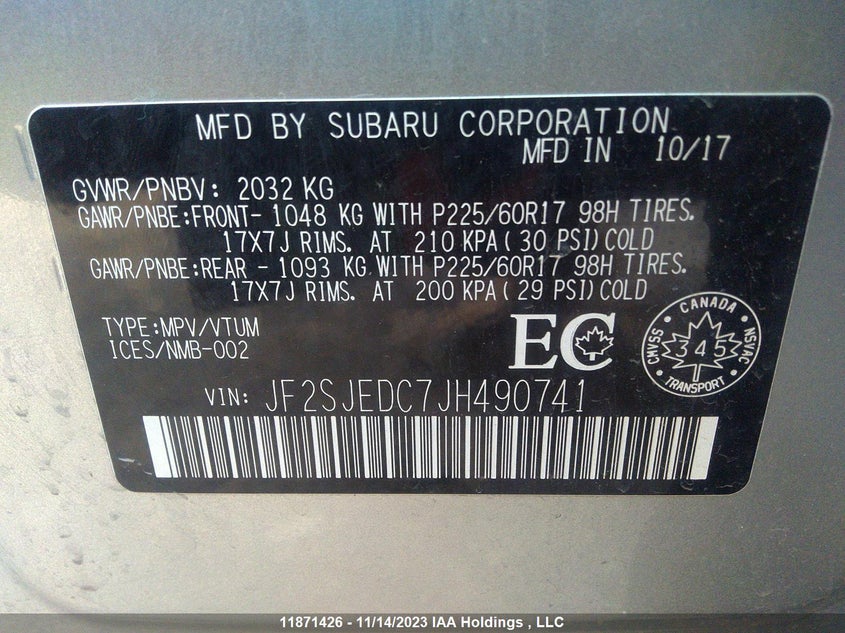 MFD BY SUBARU CORPORATION
MFD IN 10/17
GVWR/PNBV: 2032 KG
GAWR/PNBE:FRONT- 1048 KG WITH P225/60R17 98H TIRES.
17X7J RIMS. AT 210 KPA(30 PSI)COLD
GAWR/PNBE:REAR - 1093 KG WITH P225/60R17 98H TIRES.
17X7J RIMS. AT 200 KPA(29 PSI)COLD
TYPE:MPV/VTUM
ICES/NMB-002
EC
CANADA
CMVSS
345
NSVAC
TRANSPORT
VIN: JF2SJEDC7JH490741
11871426 - 11/14/2023 IAA Holdings , LLC